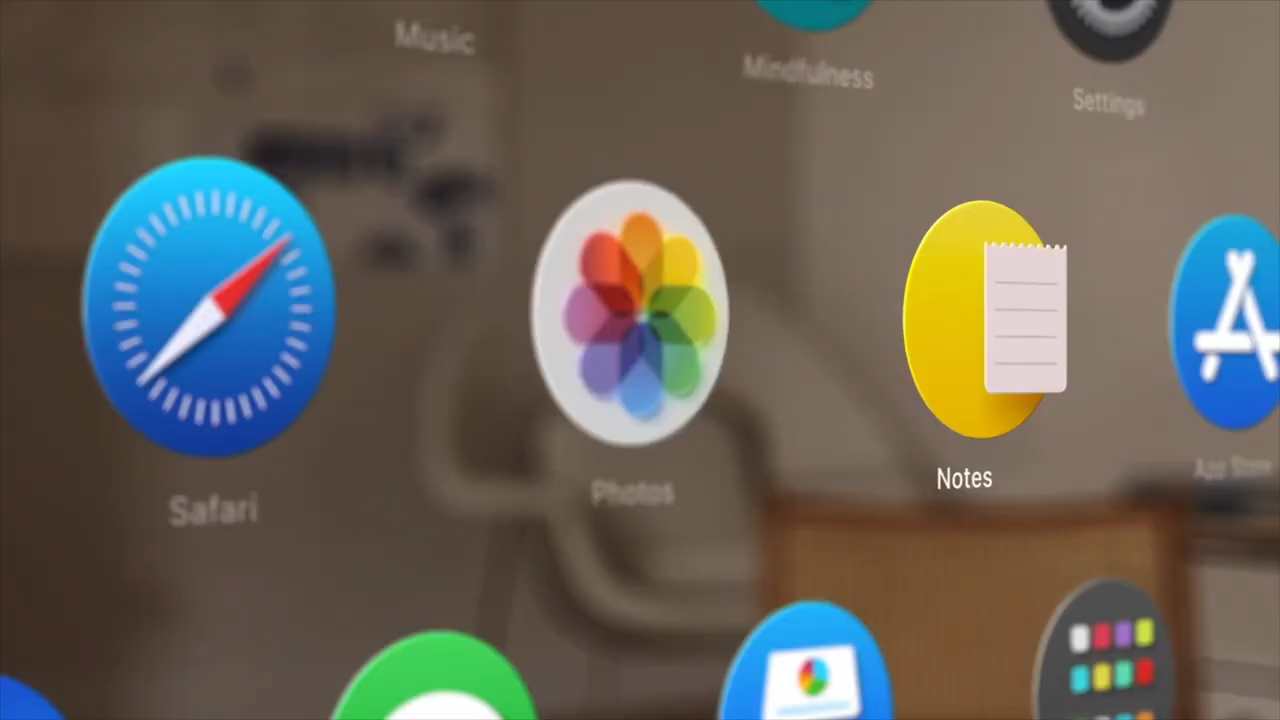 Music
Mindfulness
Settings
Safari
Photos
Notes
App Store